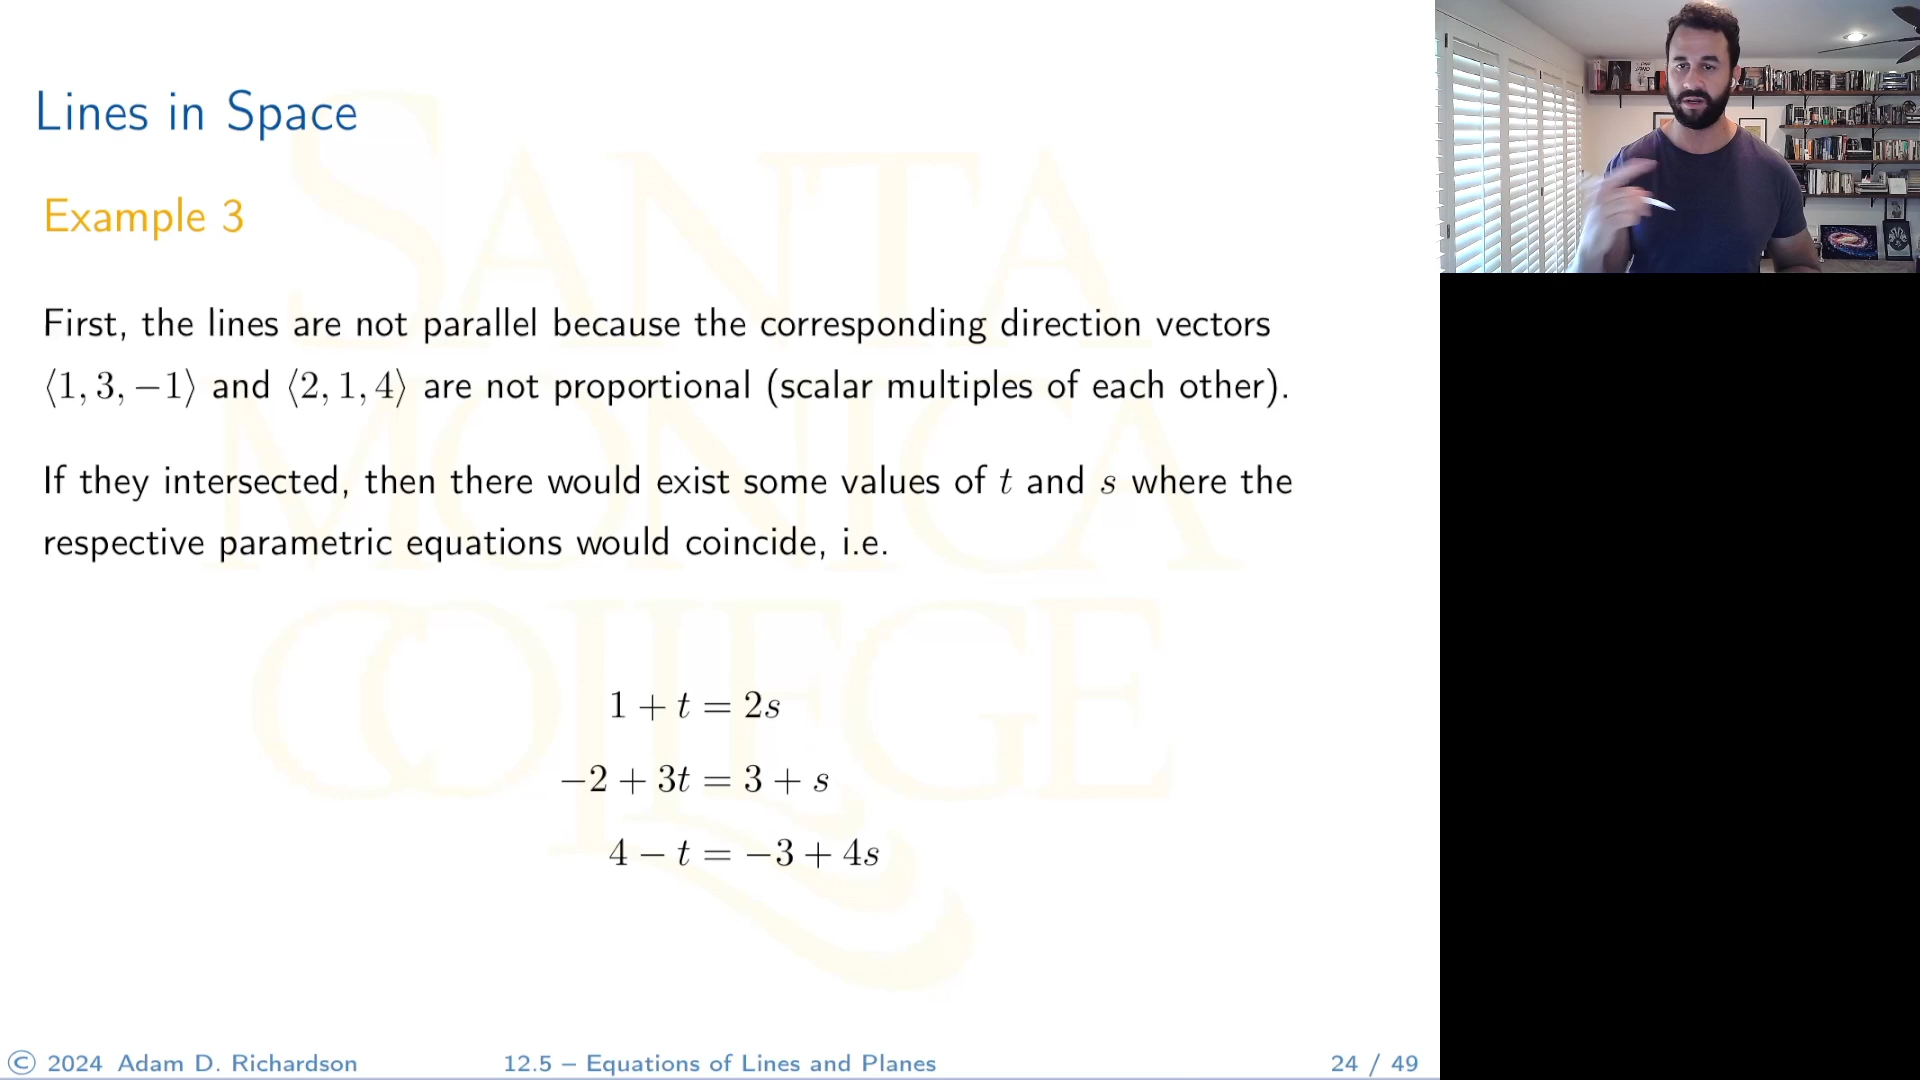 Lines in Space
Example 3
First, the lines are not parallel because the corresponding direction vectors
⟨1, 3, −1⟩ and ⟨2, 1, 4⟩ are not proportional (scalar multiples of each other).
If they intersected, then there would exist some values of t and s where the
respective parametric equations would coincide, i.e.
1 + t = 2s
−2 + 3t = 3 + s
4 − t = −3 + 4s
SANTA
MONICA
COLLEGE
© 2024 Adam D. Richardson
12.5 – Equations of Lines and Planes
24 / 49